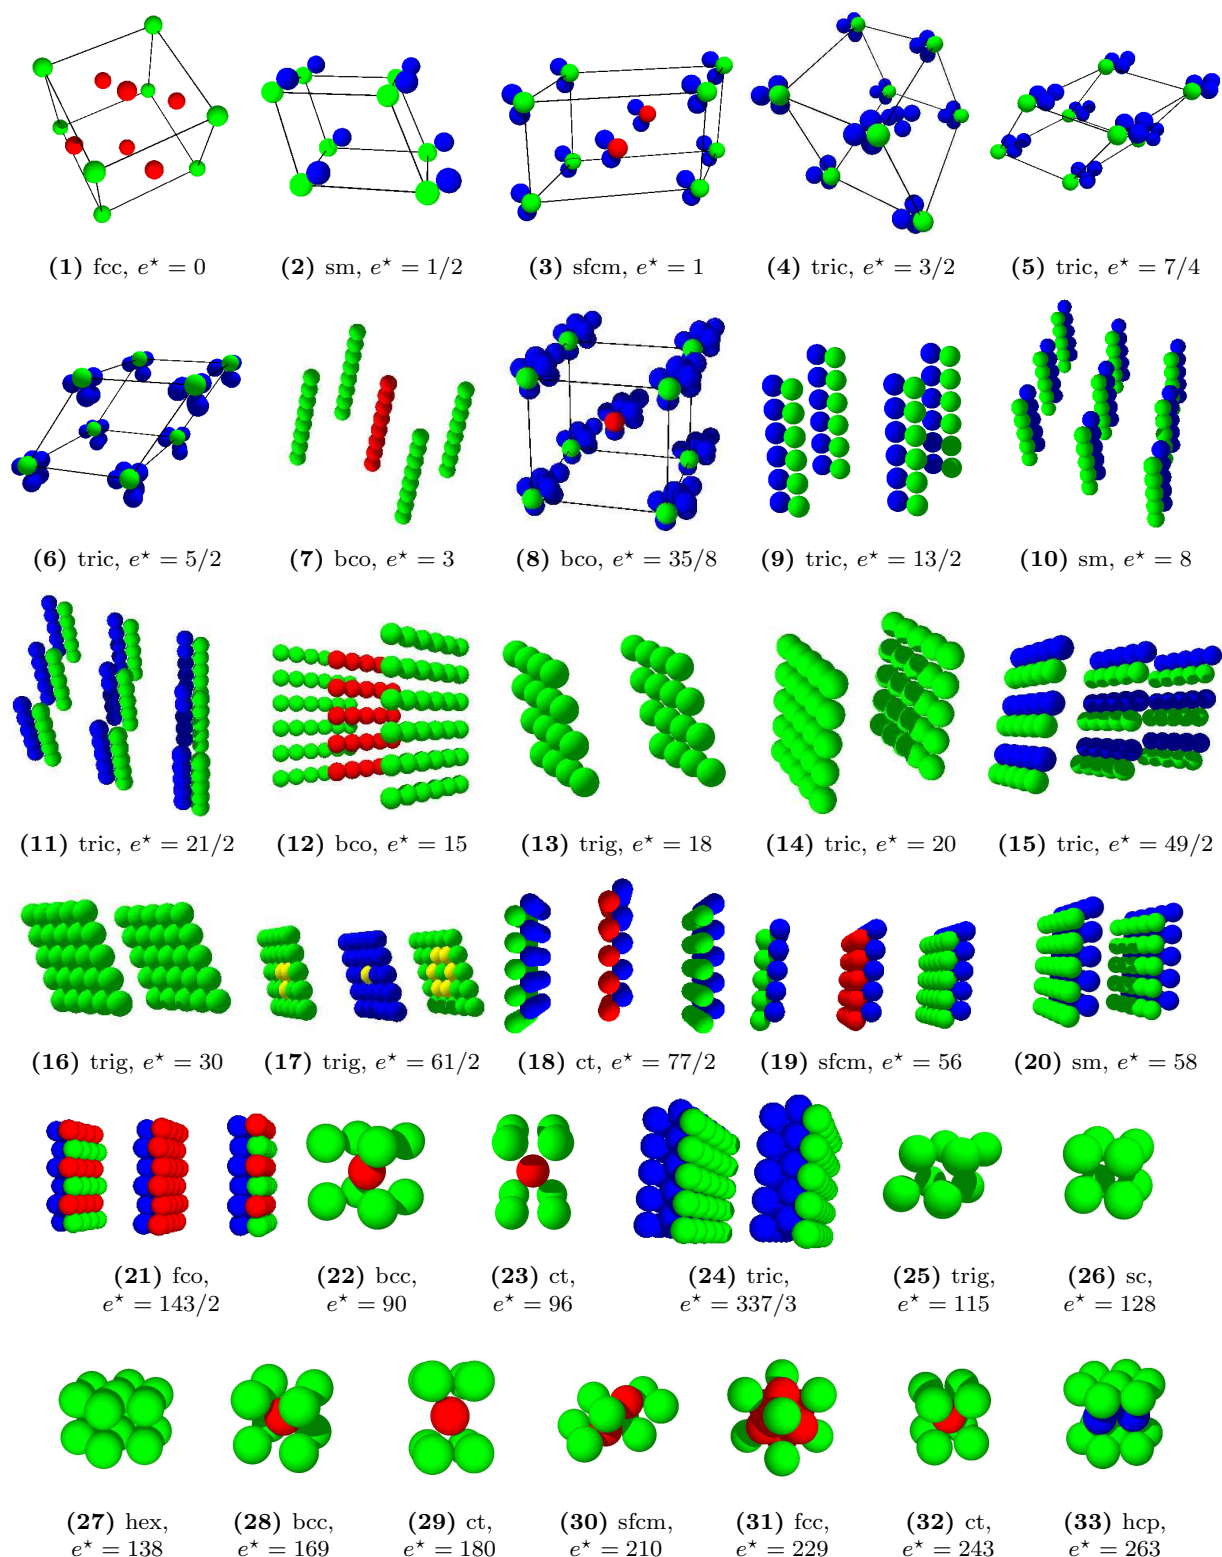 (1) fcc, e⋆ = 0
(2) sm, e⋆ = 1/2
(3) sfcm, e⋆ = 1
(4) tric, e⋆ = 3/2
(5) tric, e⋆ = 7/4
(6) tric, e⋆ = 5/2
(7) bco, e⋆ = 3
(8) bco, e⋆ = 35/8
(9) tric, e⋆ = 13/2
(10) sm, e⋆ = 8
(11) tric, e⋆ = 21/2
(12) bco, e⋆ = 15
(13) trig, e⋆ = 18
(14) tric, e⋆ = 20
(15) tric, e⋆ = 49/2
(16) trig, e⋆ = 30
(17) trig, e⋆ = 61/2
(18) ct, e⋆ = 77/2
(19) sfcm, e⋆ = 56
(20) sm, e⋆ = 58
(21) fco,
e⋆ = 143/2
(22) bcc,
e⋆ = 90
(23) ct,
e⋆ = 96
(24) tric,
e⋆ = 337/3
(25) trig,
e⋆ = 115
(26) sc,
e⋆ = 128
(27) hex,
e⋆ = 138
(28) bcc,
e⋆ = 169
(29) ct,
e⋆ = 180
(30) sfcm,
e⋆ = 210
(31) fcc,
e⋆ = 229
(32) ct,
e⋆ = 243
(33) hcp,
e⋆ = 263